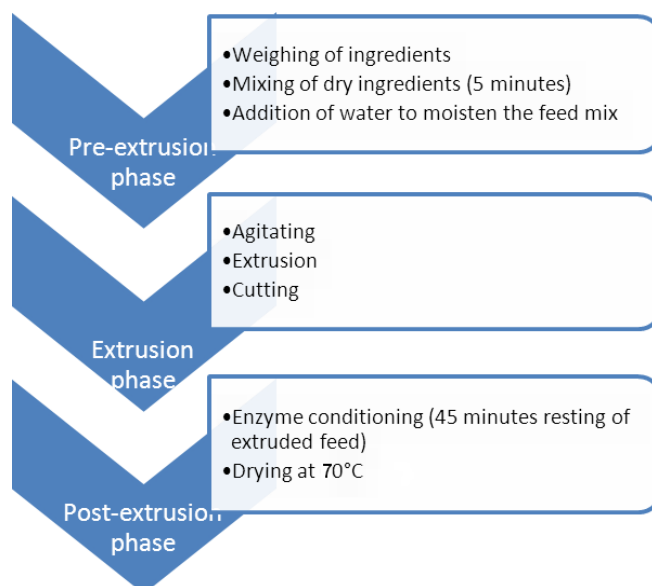 •Weighing of ingredients
•Mixing of dry ingredients (5 minutes)
•Addition of water to moisten the feed mix
Pre-extrusion
phase
•Agitating
•Extrusion
•Cutting
Extrusion
phase
•Enzyme conditioning (45 minutes resting of
extruded feed)
•Drying at 70°C
Post-extrusion
phase